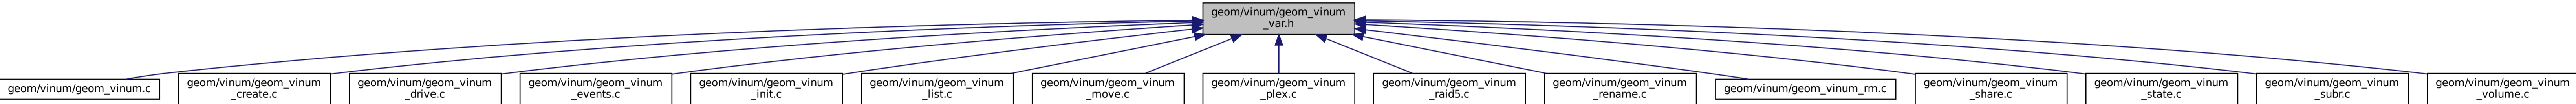 geom/vinum/geom_vinum
_var.h
geom/vinum/geom_vinum.c
geom/vinum/geom_vinum
_create.c
geom/vinum/geom_vinum
_drive.c
geom/vinum/geom_vinum
_events.c
geom/vinum/geom_vinum
_init.c
geom/vinum/geom_vinum
_list.c
geom/vinum/geom_vinum
_move.c
geom/vinum/geom_vinum
_plex.c
geom/vinum/geom_vinum
_raid5.c
geom/vinum/geom_vinum
_rename.c
geom/vinum/geom_vinum_rm.c
geom/vinum/geom_vinum
_share.c
geom/vinum/geom_vinum
_state.c
geom/vinum/geom_vinum
_subr.c
geom/vinum/geom_vinum
_volume.c